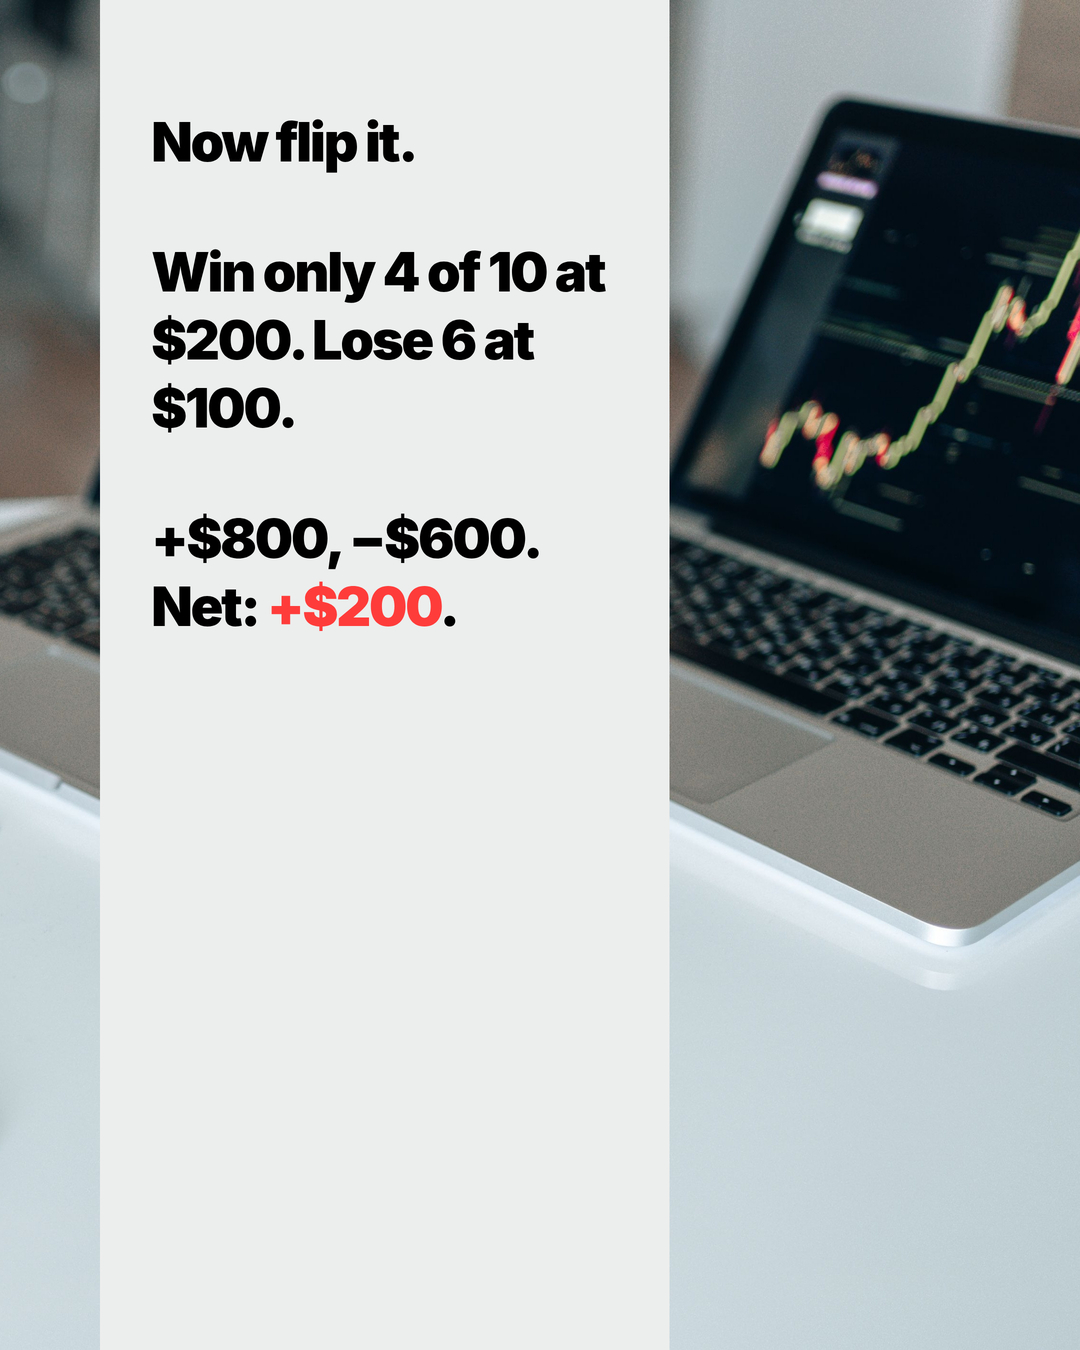 Now flip it.
Win only 4 of 10 at
$200. Lose 6 at
$100.
+$800, –$600.
Net: +$200.